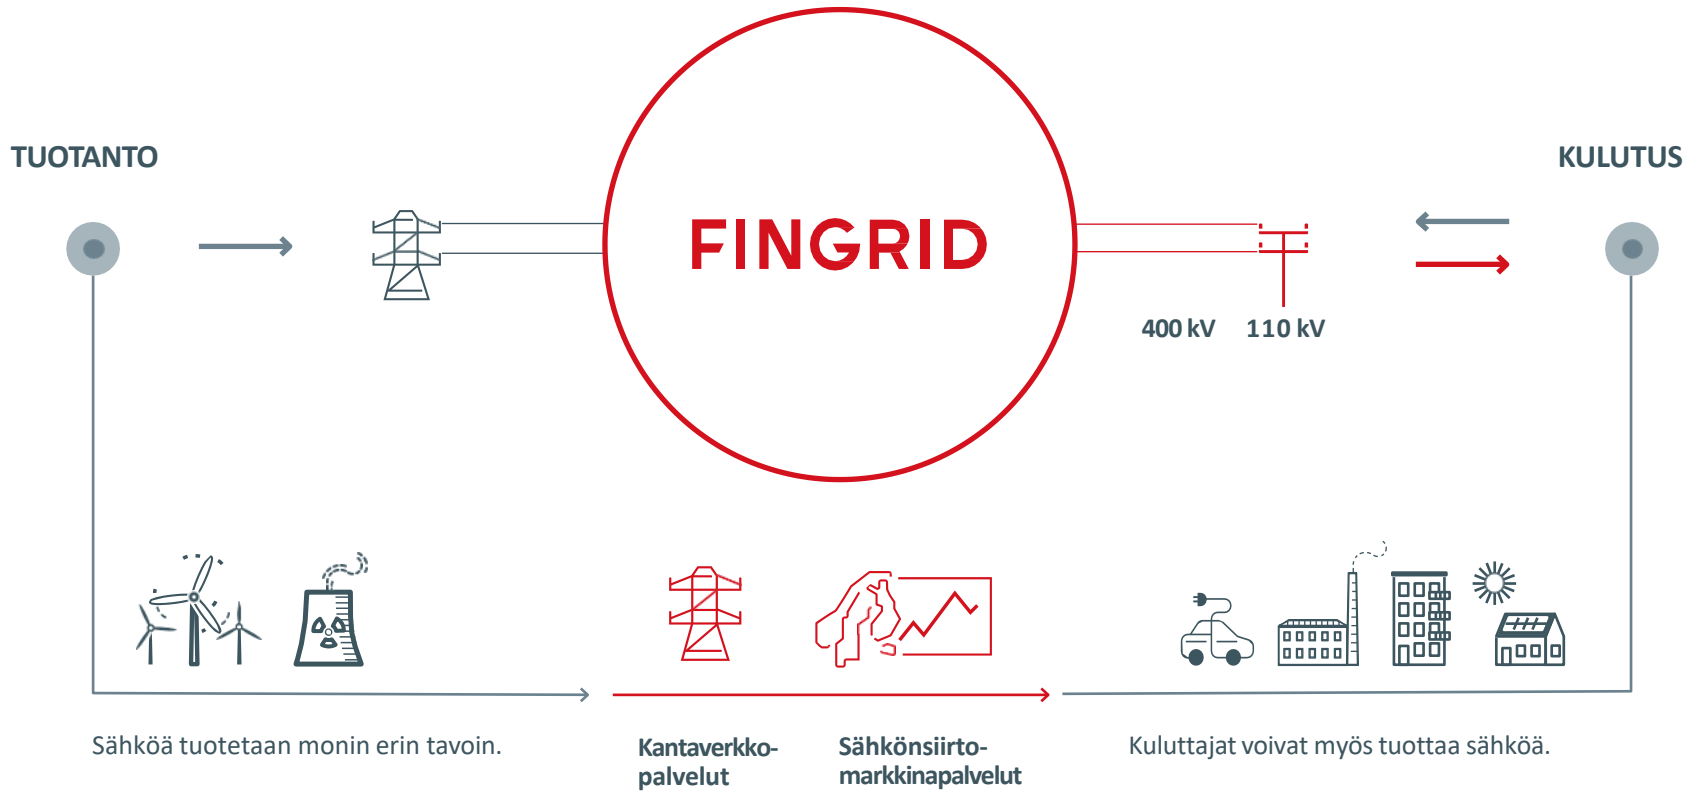 TUOTANTO
KULUTUS
FINGRID
400 kV
110 kV
Sähköä tuotetaan monin erin tavoin.
Kantaverkko-
palvelut
Sähkönsiirto-
markkinapalvelut
Kuluttajat voivat myös tuottaa sähköä.